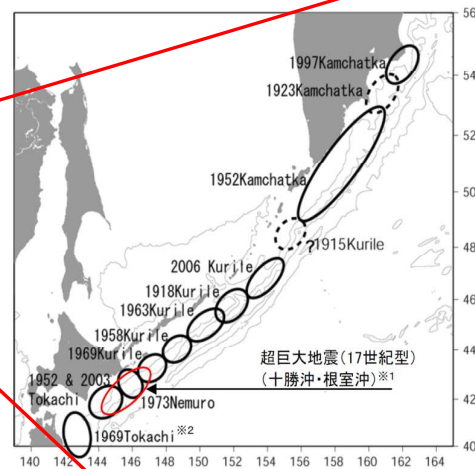 56
1997Kamchatka
54
1923Kamchatka
52
1952Kamchatka
50
?1915Kurile
48
2006 Kurile
1918Kurile
46
1963Kurile
1958Kurile
44
1969Kurile
超巨大地震(17世紀型)
(十勝沖・根室沖)※1
1952 & 2003
Tokachi
42
1973Nemuro
1969Tokachi※2
40
140 142 144 146 148 150 152 154 156 158 160 162